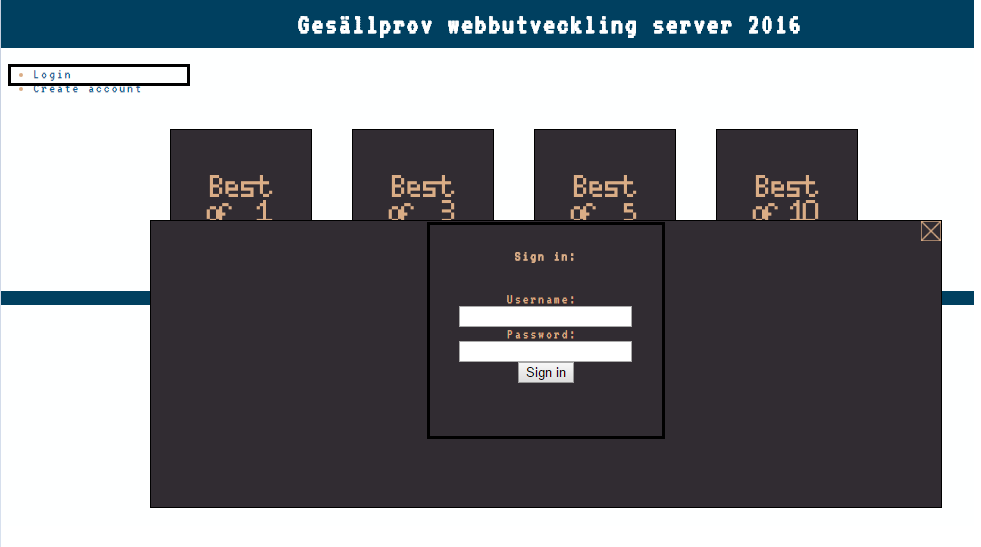 Gesällprov webbutveckling server 2016
Login
Create account
Best
of 1
Best
of 3
Best
of 5
Best
of 10
Sign in:
Username:
Password:
Sign in